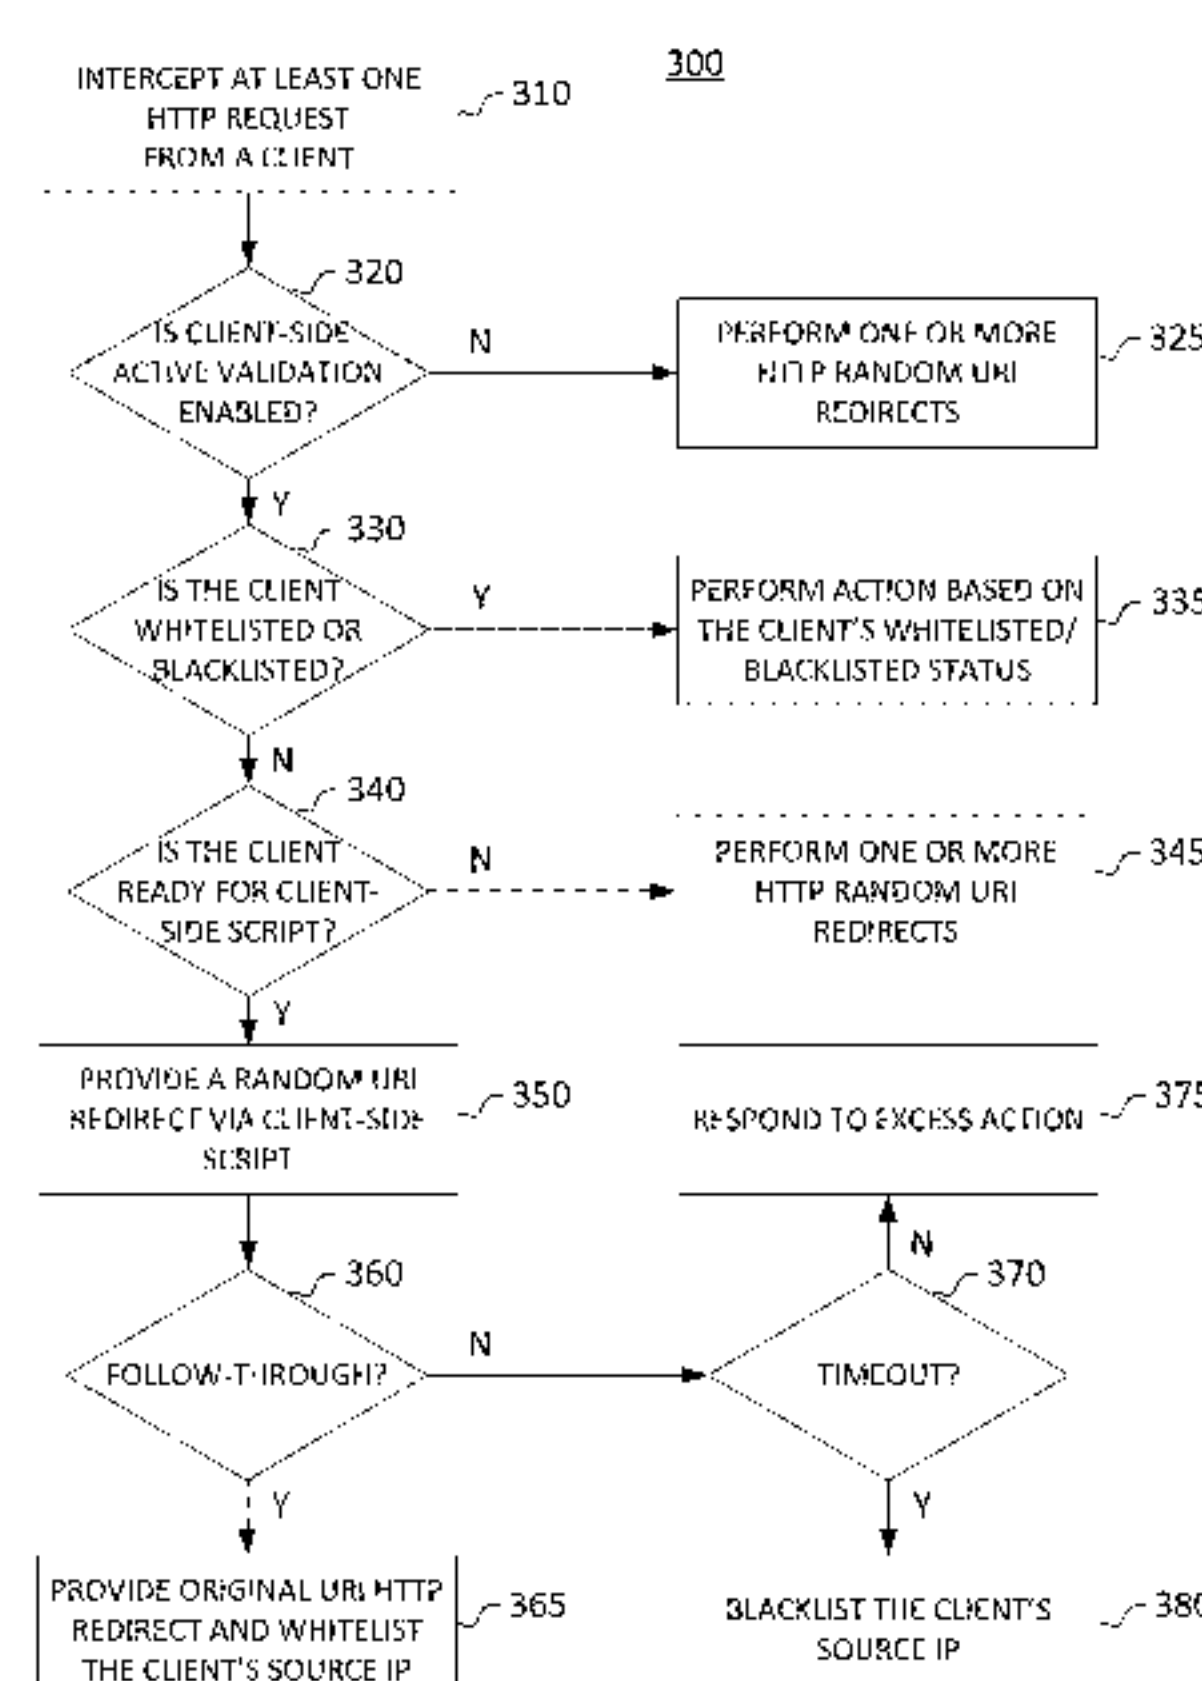 300
INTERCEPT AT LEAST ONE
HTTP REQUEST
FROM A CLIENT
310
320
IS CLIENT-SIDE
ACTIVE VALIDATION
ENABLED?
N
PERFORM ONE OR MORE
HTTP RANDOM URI
REDIRECTS
325
Y
330
IS THE CLIENT
WHITELISTED OR
BLACKLISTED?
Y
PERFORM ACTION BASED ON
THE CLIENT'S WHITELISTED/
BLACKLISTED STATUS
335
N
340
IS THE CLIENT
READY FOR CLIENT-
SIDE SCRIPT?
N
PERFORM ONE OR MORE
HTTP RANDOM URI
REDIRECTS
345
Y
PROVIDE A RANDOM URI
REDIRECT VIA CLIENT-SIDE
SCRIPT
350
RESPOND TO EXCESS ACTION
375
N
360
FOLLOW-THROUGH?
N
370
TIMEOUT?
Y
Y
PROVIDE ORIGINAL URI HTTP
REDIRECT AND WHITELIST
THE CLIENT'S SOURCE IP
365
BLACKLIST THE CLIENT'S
SOURCE IP
380